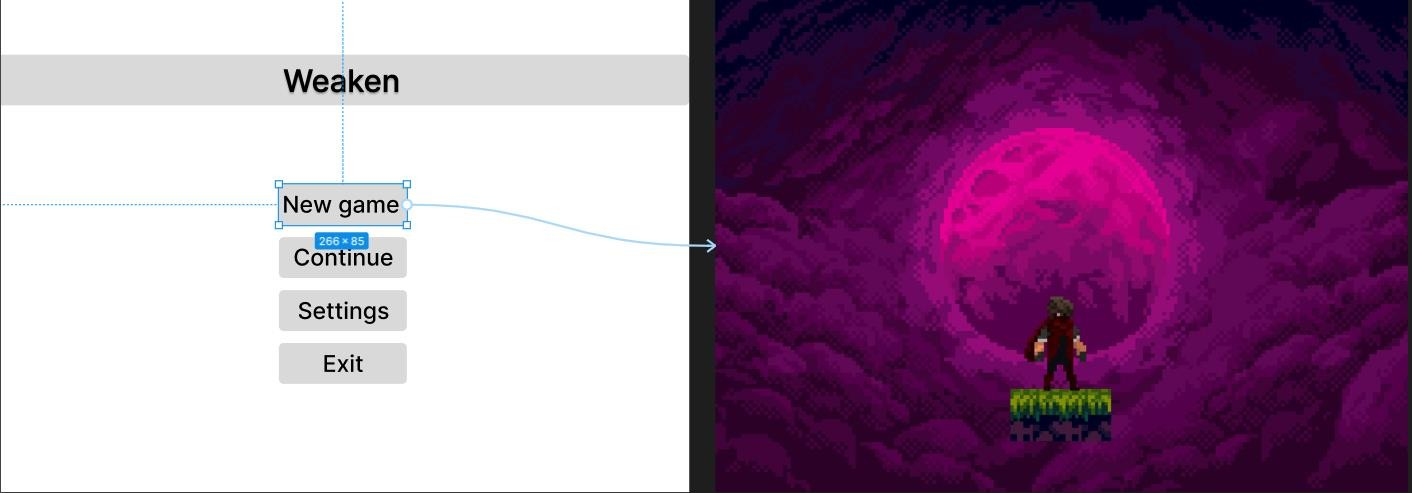 Weaken
New game
266 × 85
Continue
Settings
Exit